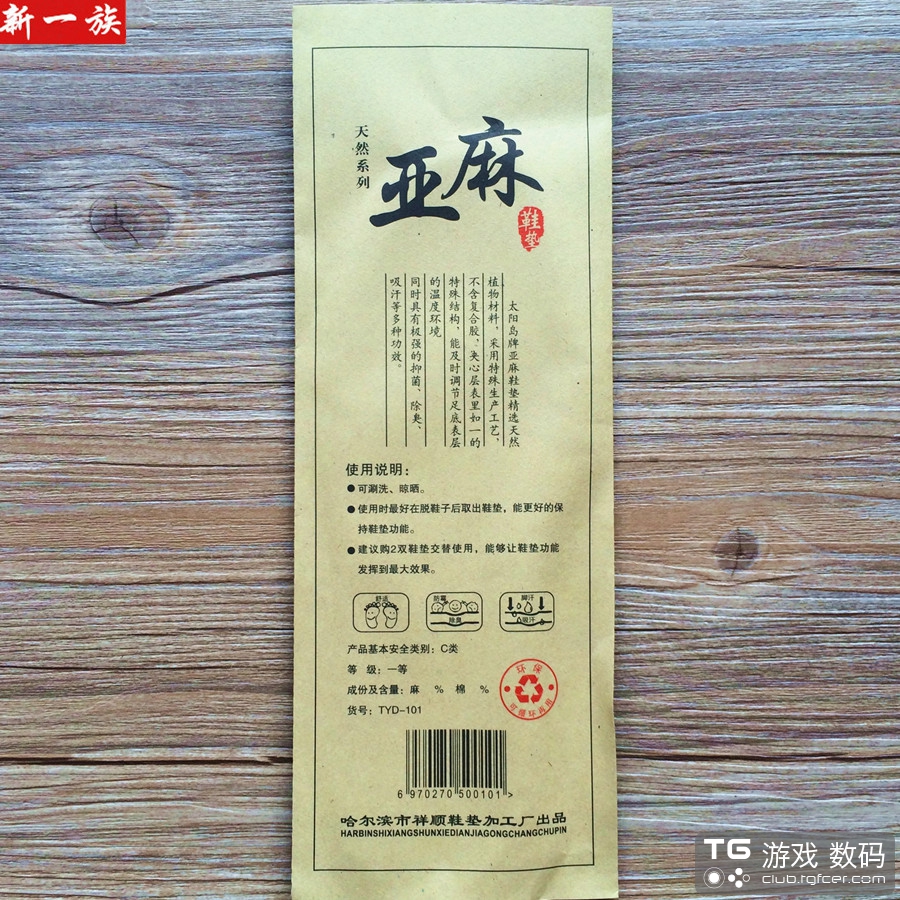 新一族
天然系列
亚麻
鞋垫
太阳岛牌亚麻鞋垫精选天然
植物材料，采用特殊生产工艺，
不含复合胶、夹心层表里如一的
特殊结构，能及时调节足底表层
的温度环境
同时具有极强的抑菌、除臭、
吸汗等多种功效。
使用说明：
●可涮洗、晾晒。
●使用时最好在脱鞋子后取出鞋垫，能更好的保
持鞋垫功能。
●建议购2双鞋垫交替使用，能够让鞋垫功能
发挥到最大效果。
舒适
防霉
除臭
脚汗
吸汗
产品基本安全类别：C类
等 级：一等
成份及含量：麻 % 棉 %
货号：TYD-101
环保
可循环再用
6 970270 500101 >
哈尔滨市祥顺鞋垫加工厂出品
HARBINSHIXIANGSHUNXIEDIANJIAGONGCHANGCHUPIN
TG 游戏 数码
club.tgfcer.com